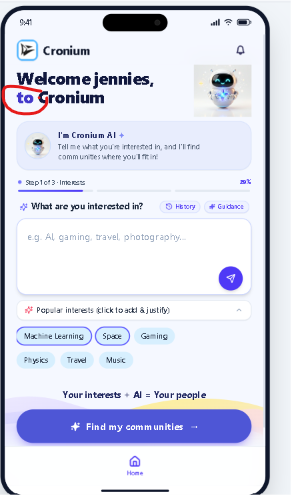 9:41
Cronium
Welcome jennies,
to Cronium
I'm Cronium AI
Tell me what you're interested in, and I'll find
communities where you'll fit in!
Step 1 of 3 · Interests
What are you interested in?
History
Guidance
e.g. AI, gaming, travel, photography...
Popular interests (click to add & justify)
Machine Learning
Space
Gaming
Physics
Travel
Music
Your interests + AI = Your people
Find my communities →
Home